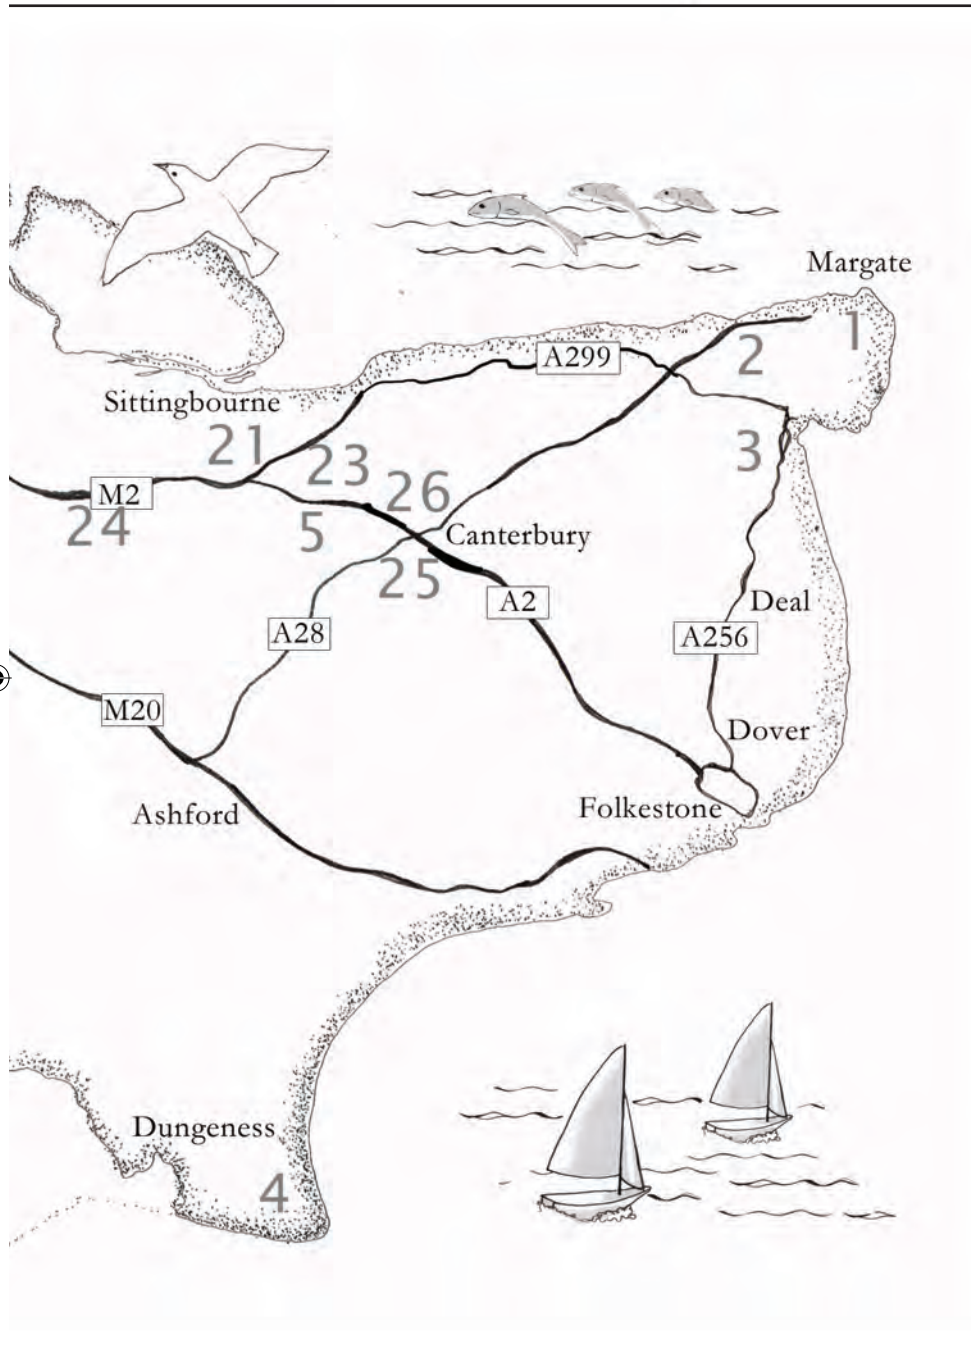 Margate
1
2
A299
Sittingbourne
21
3
23
26
M2
24
5
Canterbury
25
A2
Deal
A28
A256
M20
Dover
Folkestone
Ashford
Dungeness
4